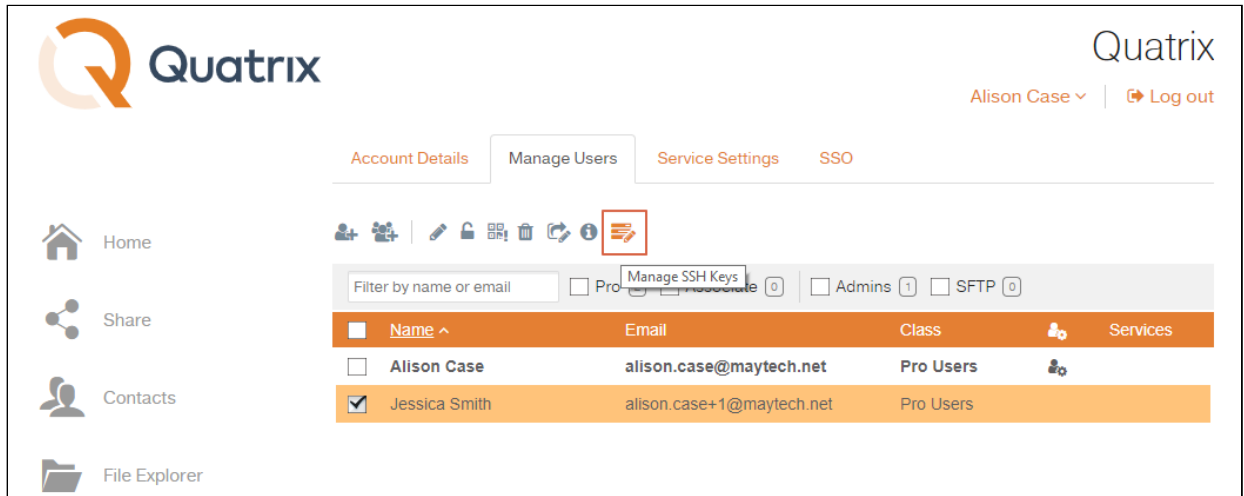 Quatrix
Quatrix
Alison Case
Log out
Account Details
Manage Users
Service Settings
SSO
Home
Manage SSH Keys
Filter by name or email
Pro
Associate 0
Admins 1
SFTP 0
Share
Name
Email
Class
Services
Alison Case
alison.case@maytech.net
Pro Users
Contacts
Jessica Smith
alison.case+1@maytech.net
Pro Users
File Explorer